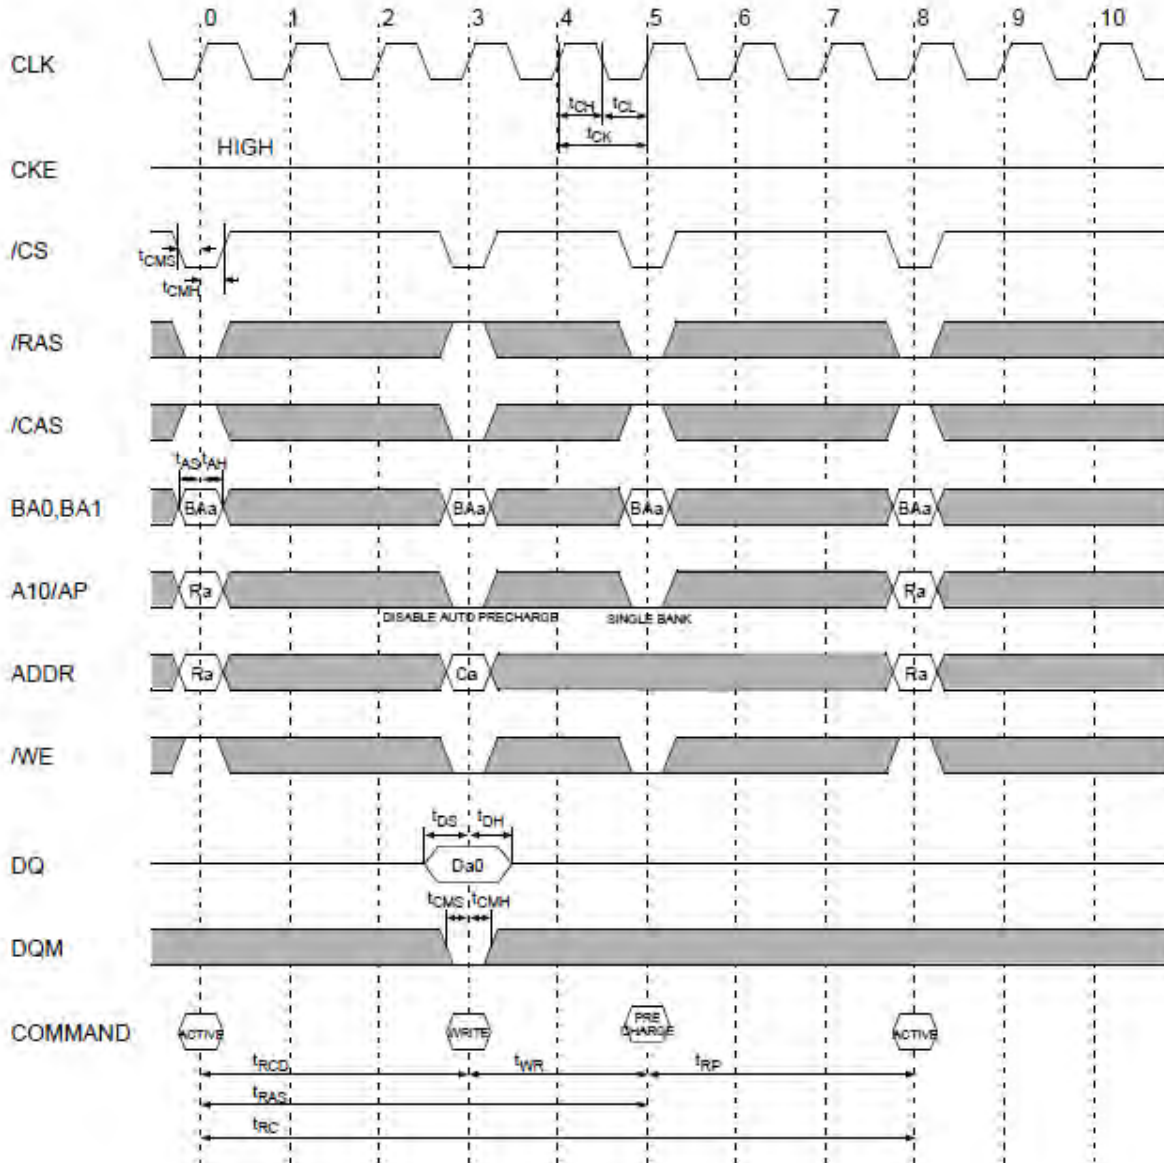 .0 .1 .2 .3 .4 .5 .6 .7 .8 .9 .10
CLK
tCH tCL
tCK
HIGH
CKE
/CS
tCMS
tCMH
/RAS
/CAS
tAS tAH
BA0,BA1 BAa BAa BAa BAa
A10/AP Ra Ra
DISABLE AUTO PRECHARGB SINGLE BANK
ADDR Ra Ca Ra
/WE
tDS tDH
DQ Da0
tCMS tCMH
DQM
COMMAND ACTIVE WRITE PRE CHARGE ACTIVE
tRCD tWR tRP
tRAS
tRC